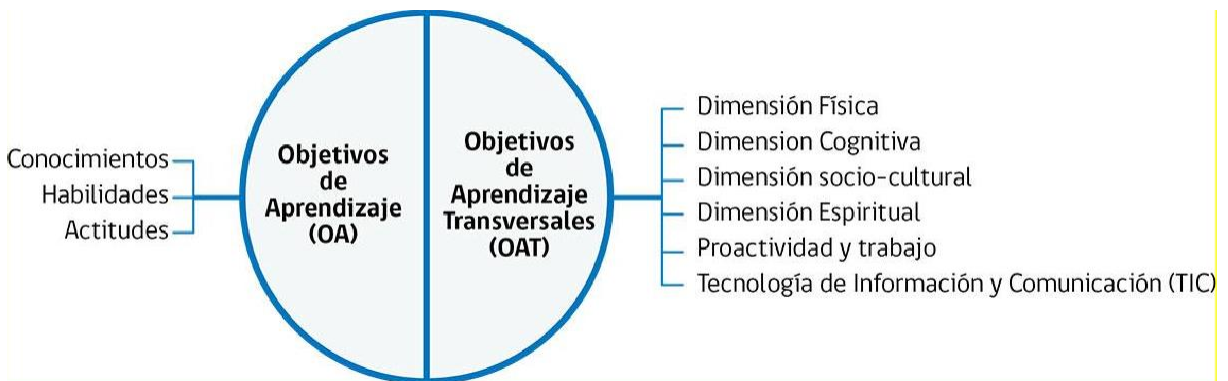 Conocimientos
Habilidades
Actitudes
Objetivos
de
Aprendizaje
(OA)
Objetivos
de
Aprendizaje
Transversales
(OAT)
Dimensión Física
Dimension Cognitiva
Dimensión socio-cultural
Dimensión Espiritual
Proactividad y trabajo
Tecnología de Información y Comunicación (TIC)